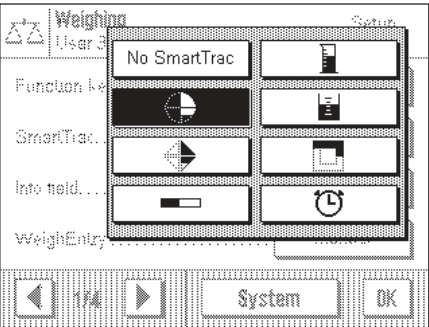 Weighing
Setup
User 3
No SmartTrac
Function ke
SmartTrac..
Info field....
WeighEntry
1/4
System
OK